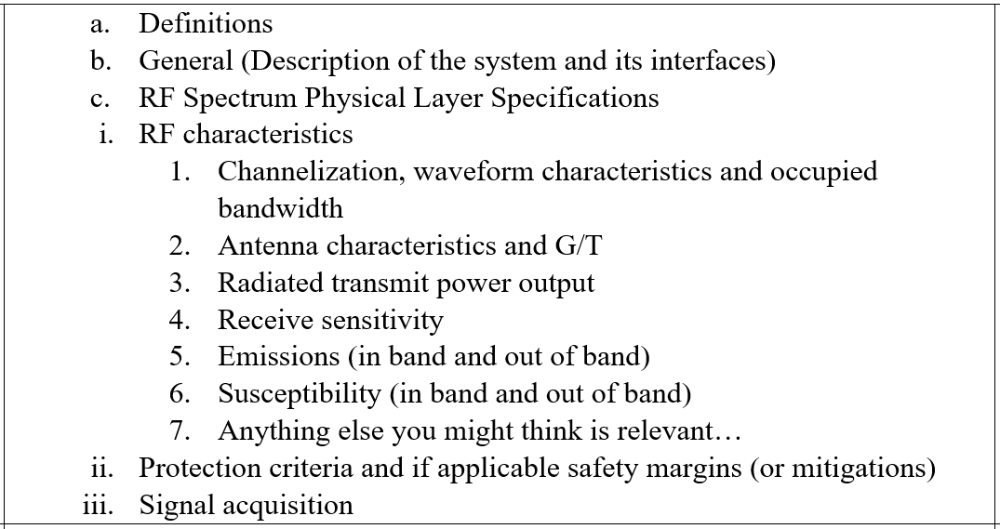 a. Definitions
b. General (Description of the system and its interfaces)
c. RF Spectrum Physical Layer Specifications
i. RF characteristics
1. Channelization, waveform characteristics and occupied
bandwidth
2. Antenna characteristics and G/T
3. Radiated transmit power output
4. Receive sensitivity
5. Emissions (in band and out of band)
6. Susceptibility (in band and out of band)
7. Anything else you might think is relevant…
ii. Protection criteria and if applicable safety margins (or mitigations)
iii. Signal acquisition